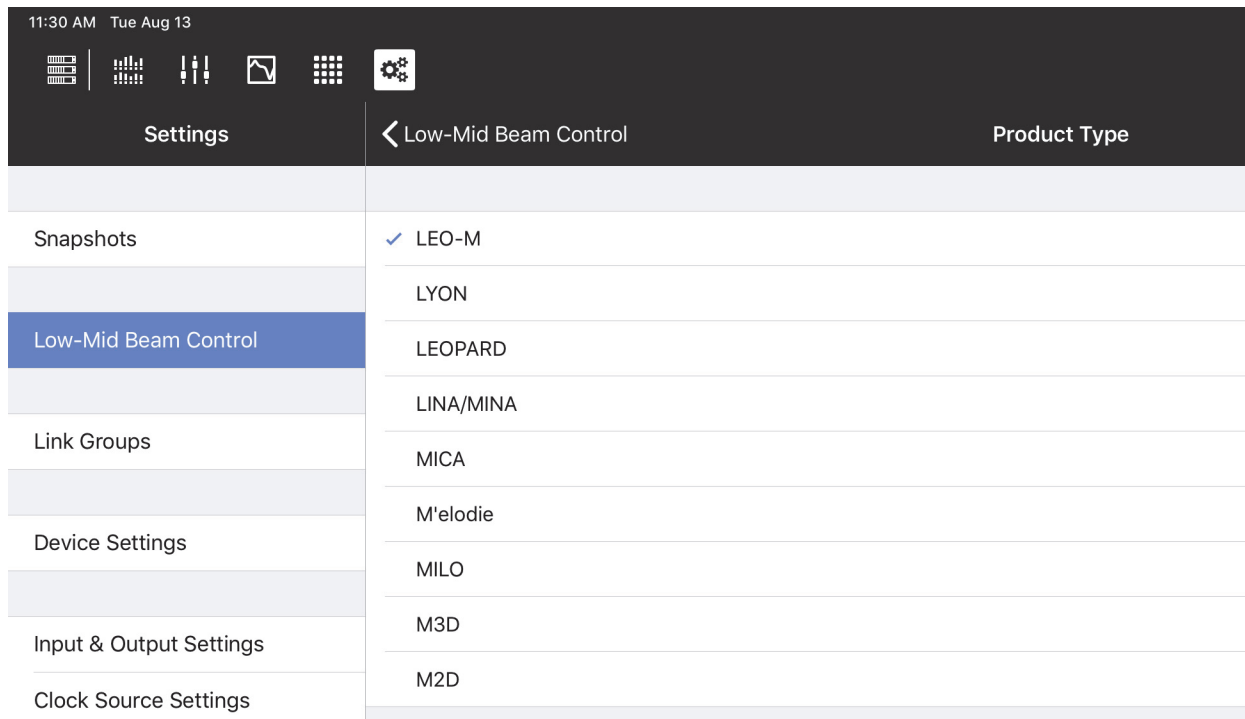 11:30 AM Tue Aug 13
Settings
Low-Mid Beam Control
Product Type
Snapshots
Low-Mid Beam Control
Link Groups
Device Settings
Input & Output Settings
Clock Source Settings
LEO-M
LYON
LEOPARD
LINA/MINA
MICA
M'elodie
MILO
M3D
M2D